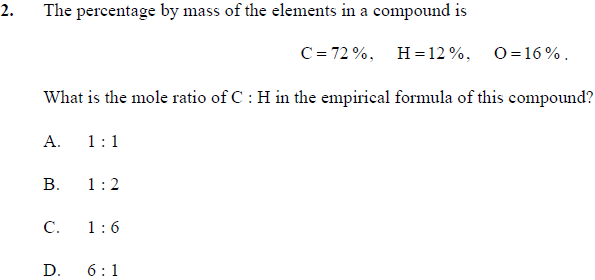 2. The percentage by mass of the elements in a compound is
C = 72 %, H = 12 %, O = 16 % .
What is the mole ratio of C : H in the empirical formula of this compound?
A. 1 : 1
B. 1 : 2
C. 1 : 6
D. 6 : 1